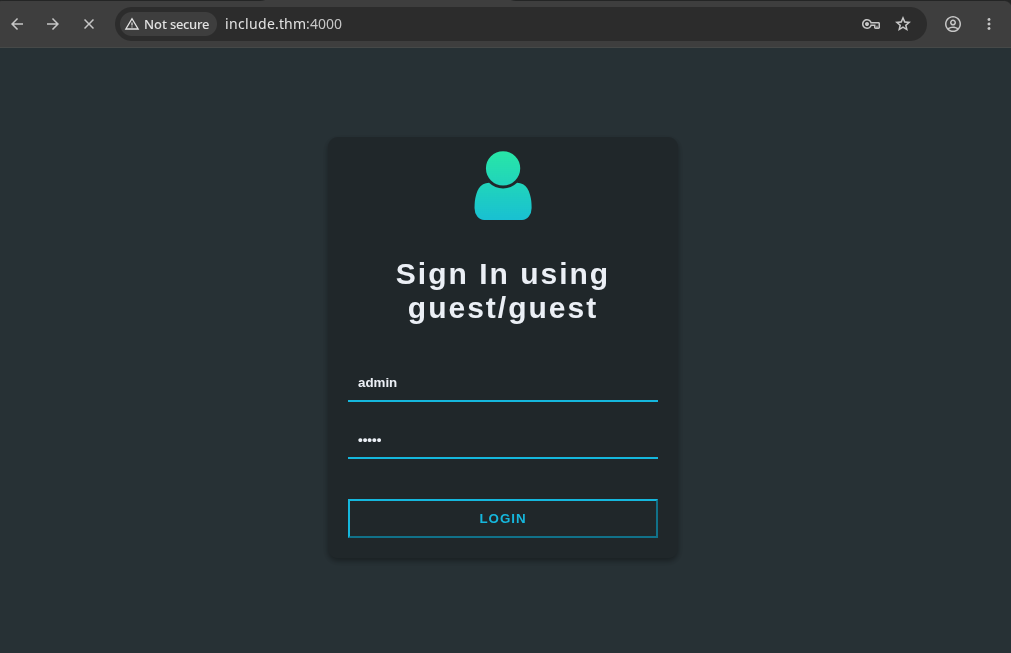 Not secure include.thm:4000
Sign In using
guest/guest
admin
•••••
LOGIN